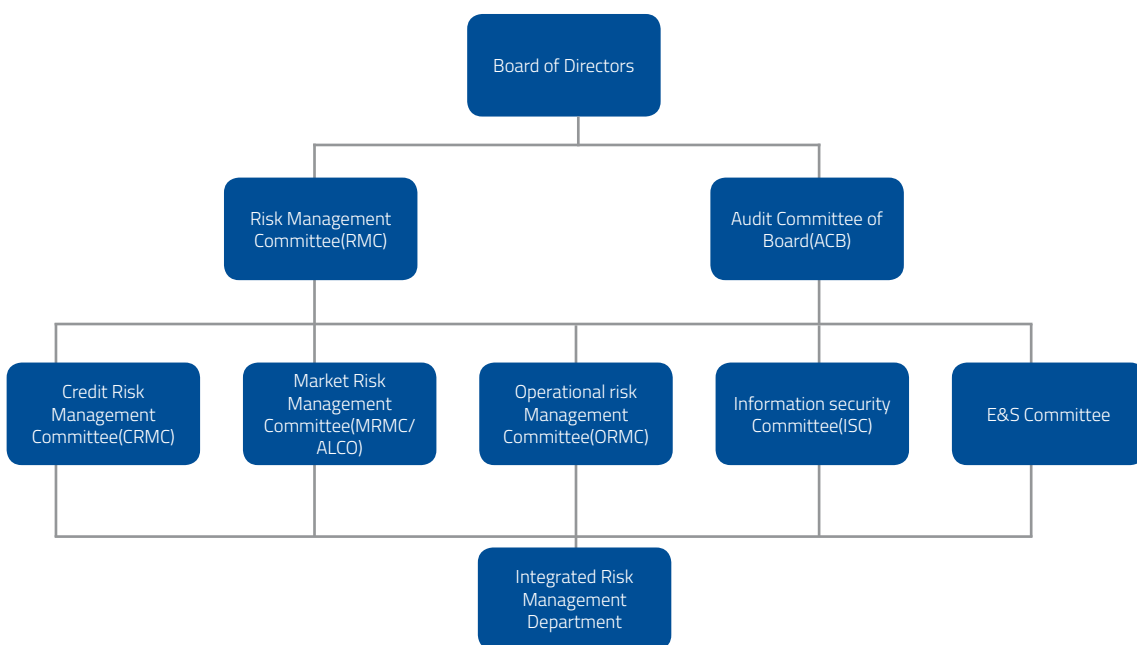 Board of Directors
Risk Management
Committee(RMC)
Audit Committee of
Board(ACB)
Credit Risk
Management
Committee(CRMC)
Market Risk
Management
Committee(MRMC/
ALCO)
Operational risk
Management
Committee(ORMC)
Information security
Committee(ISC)
E&S Committee
Integrated Risk
Management
Department